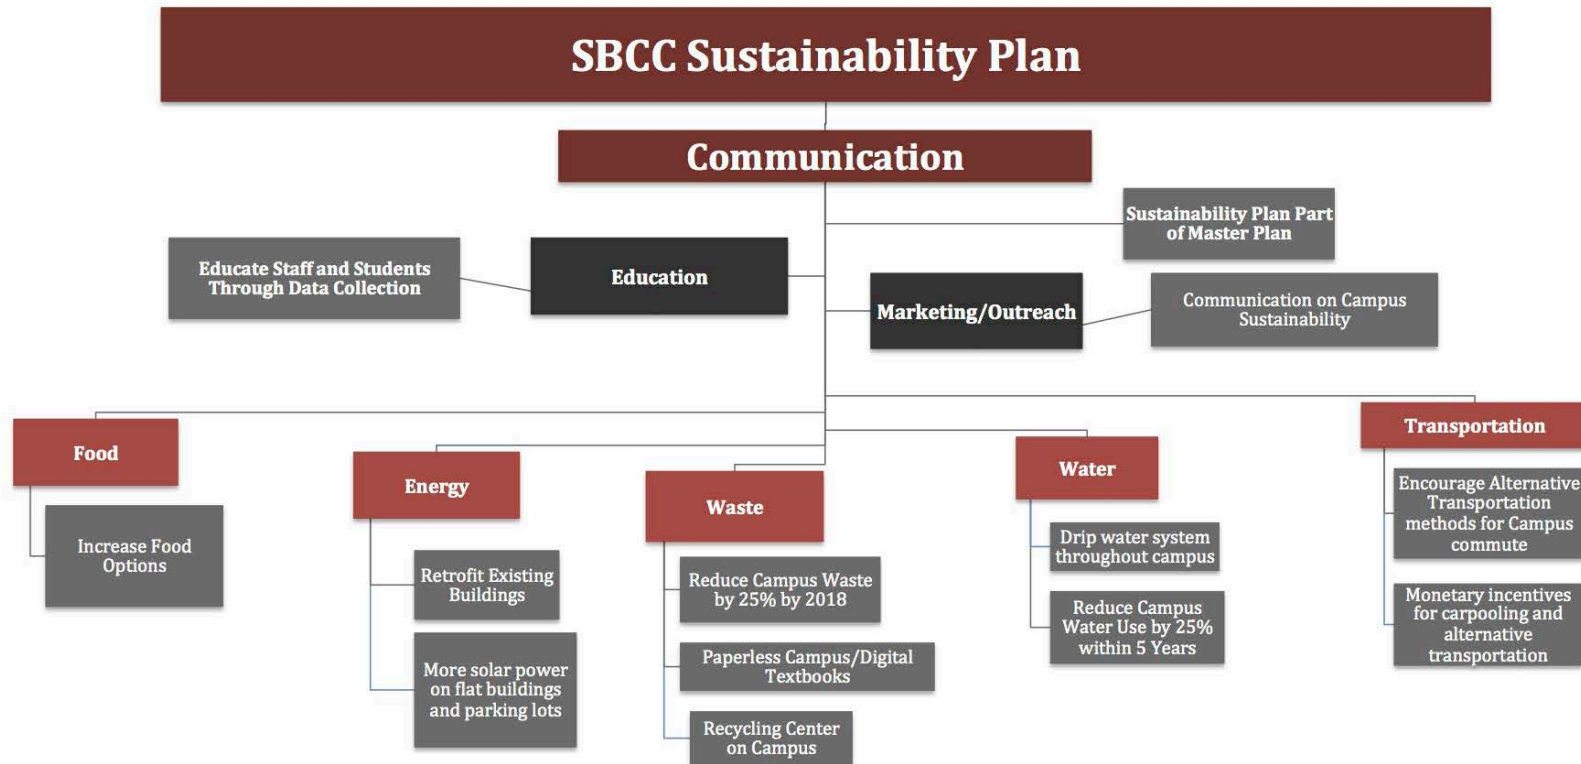 SBCC Sustainability Plan
Communication
Sustainability Plan Part
of Master Plan
Educate Staff and Students
Through Data Collection
Education
Marketing/Outreach
Communication on Campus
Sustainability
Food
Increase Food
Options
Energy
Retrofit Existing
Buildings
More solar power
on flat buildings
and parking lots
Waste
Reduce Campus Waste
by 25% by 2018
Paperless Campus/Digital
Textbooks
Recycling Center
on Campus
Water
Drip water system
throughout campus
Reduce Campus
Water Use by 25%
within 5 Years
Transportation
Encourage Alternative
Transportation
methods for Campus
commute
Monetary incentives
for carpooling and
alternative
transportation